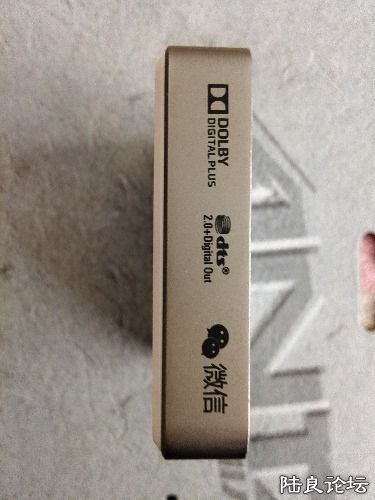 DOLBY
DIGITAL PLUS
dts®
2.0+Digital Out
微信
陆良论坛